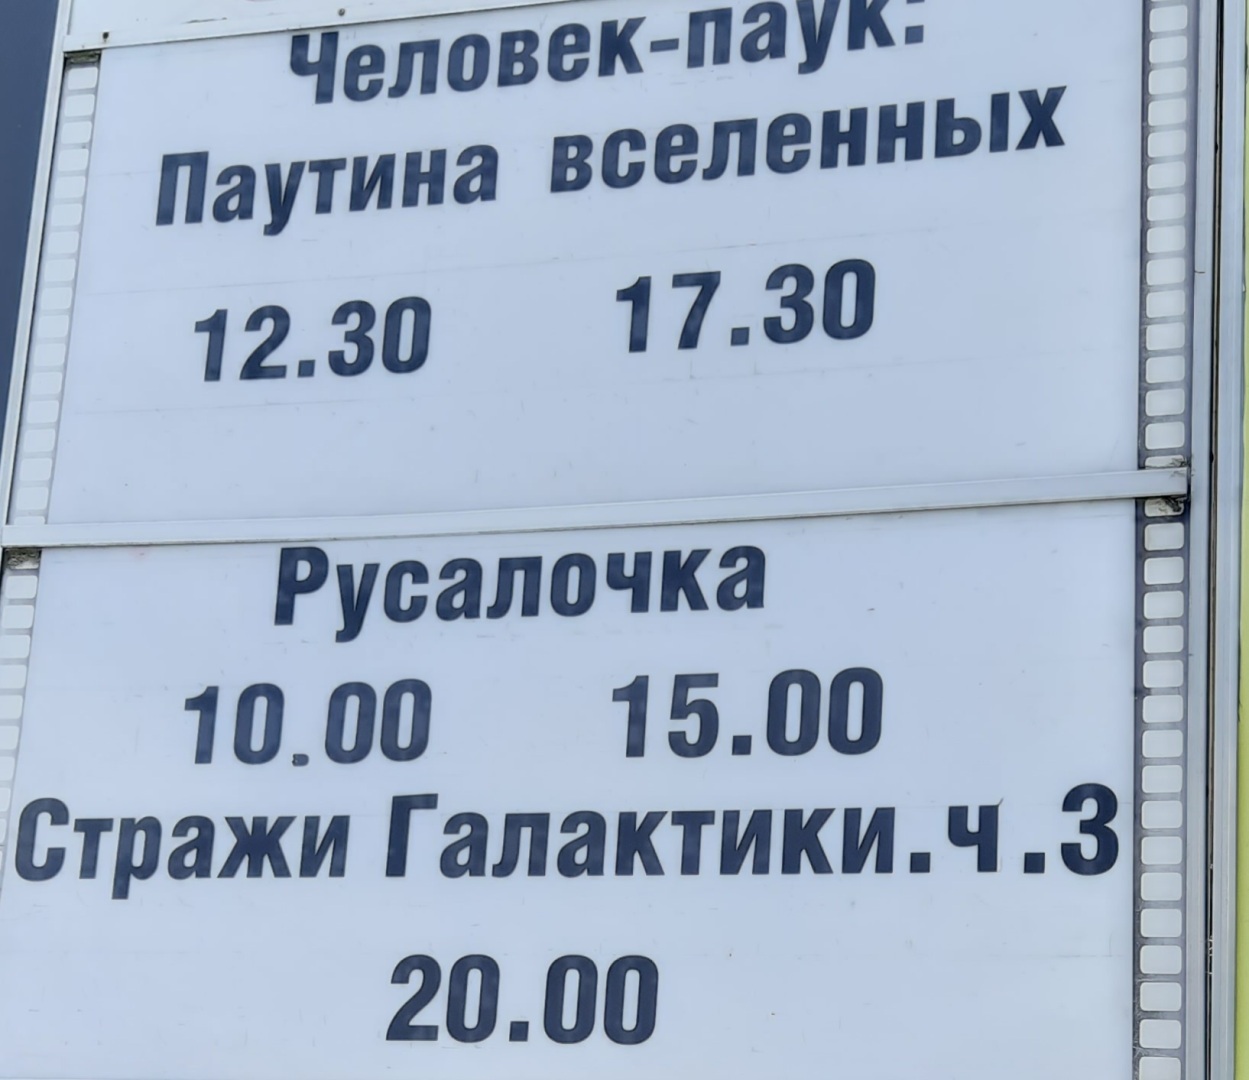 Человек-паук:
Паутина вселенных
12.30 17.30
Русалочка
10.00 15.00
Стражи Галактики.ч.3
20.00